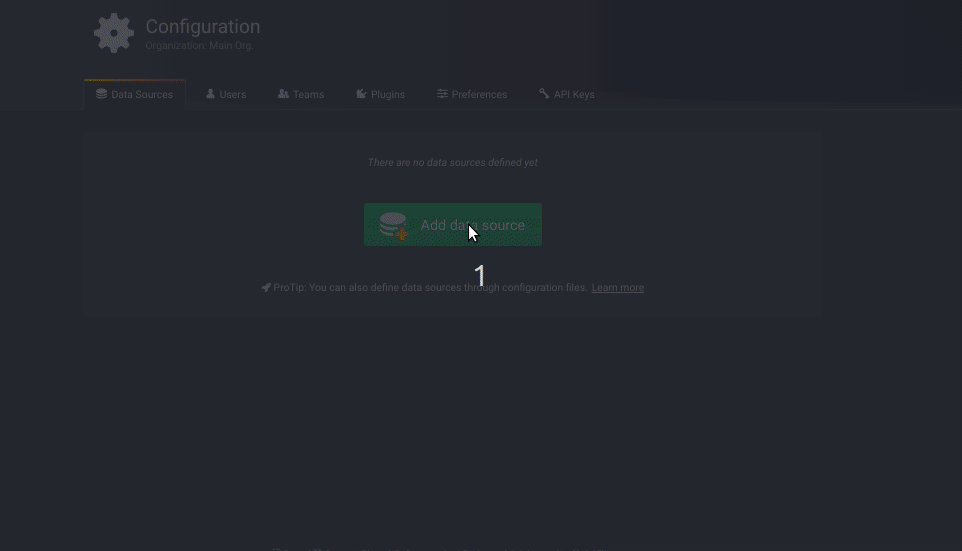 Configuration
Organization: Main Org.
Data Sources Users Teams Plugins Preferences API Keys
There are no data sources defined yet
Add data source
1
ProTip: You can also define data sources through configuration files. Learn more